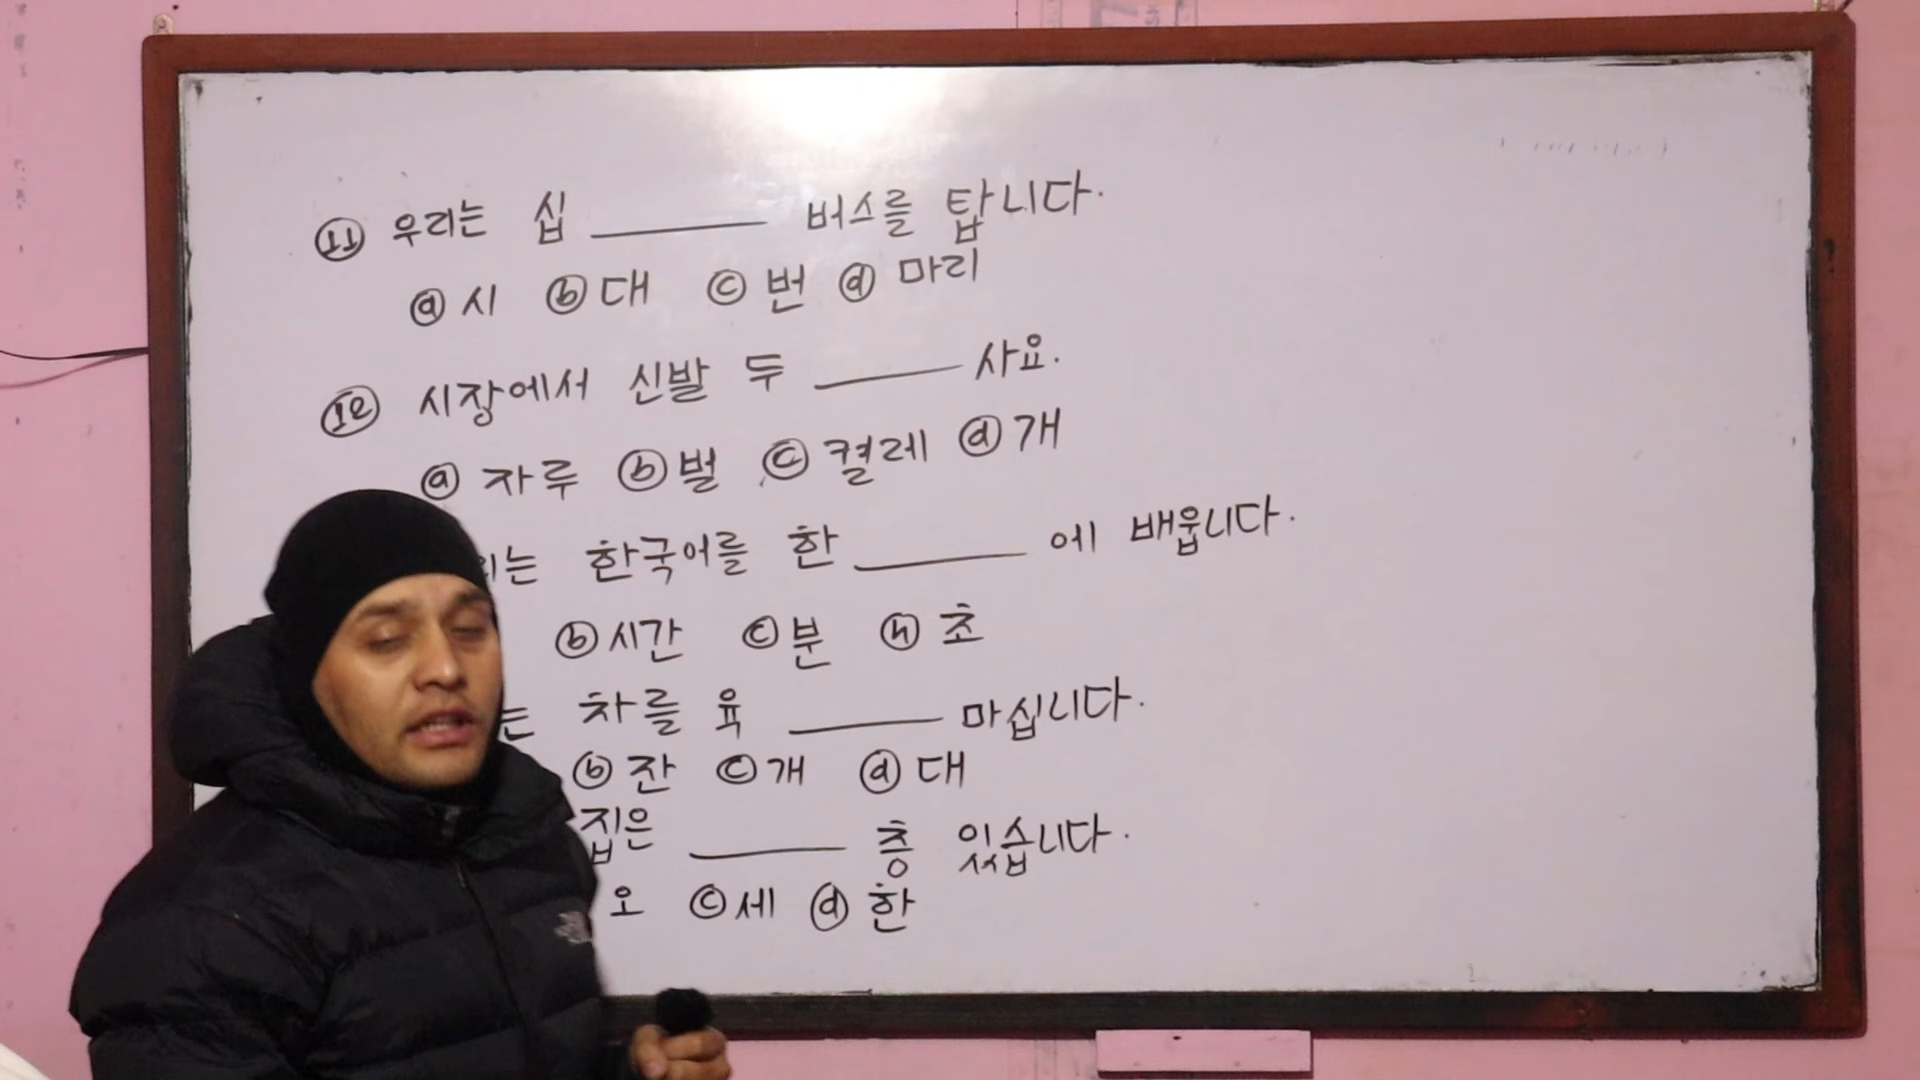 ⑪ 우리는 십 ______ 버스를 탑니다.
ⓐ 시 ⓑ 대 ⓒ 번 ⓓ 마리
⑫ 시장에서 신발 두 ______ 사요.
ⓐ 자루 ⓑ 벌 ⓒ 켤레 ⓓ 개
는 한국어를 한 ______ 에 배웁니다.
ⓑ 시간 ⓒ 분 ⓗ 초
는 차를 육 ______ 마십니다.
ⓑ 잔 ⓒ 개 ⓓ 대
집은 ______ 층 있습니다.
오 ⓒ 세 ⓓ 한